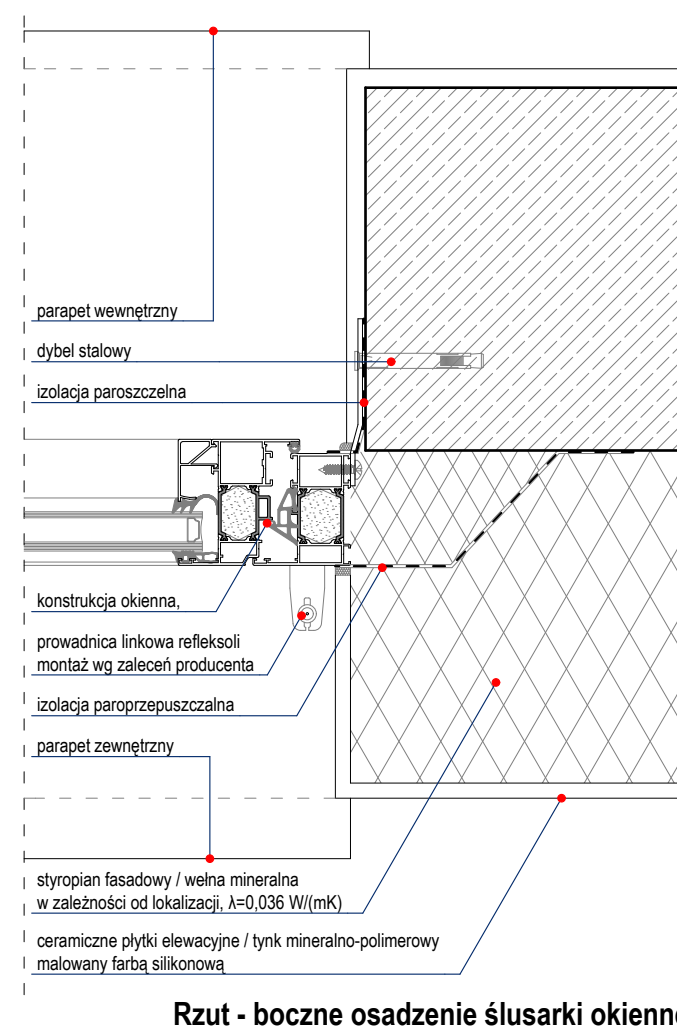 parapet wewnętrzny
dybel stalowy
izolacja paroszczelna
konstrukcja okienna,
prowadnica linkowa refleksoli
montaż wg zaleceń producenta
izolacja paroprzepuszczalna
parapet zewnętrzny
styropian fasadowy / wełna mineralna
w zależności od lokalizacji, λ=0,036 W/(mK)
ceramiczne płytki elewacyjne / tynk mineralno-polimerowy
malowany farbą silikonową
Rzut - boczne osadzenie ślusarki